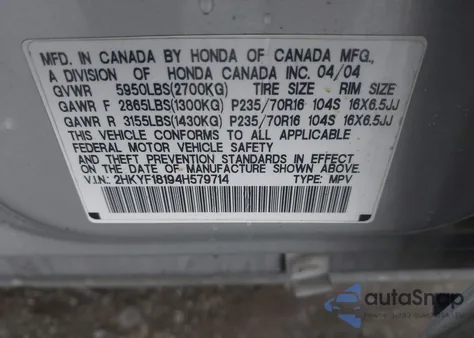 MFD. IN CANADA BY HONDA OF CANADA MFG.,
A DIVISION OF HONDA CANADA INC. 04/04
GVWR 5950LBS(2700KG) TIRE SIZE RIM SIZE
GAWR F 2865LBS(1300KG) P235/70R16 104S 16X6.5JJ
GAWR R 3155LBS(1430KG) P235/70R16 104S 16X6.5JJ
THIS VEHICLE CONFORMS TO ALL APPLICABLE
FEDERAL MOTOR VEHICLE SAFETY STANDARDS
IN EFFECT ON THE DATE OF MANUFACTURE
SHOWN ABOVE.
V.I.N.: 2HKYF18194H579714 TYPE: MPV
autoSnap